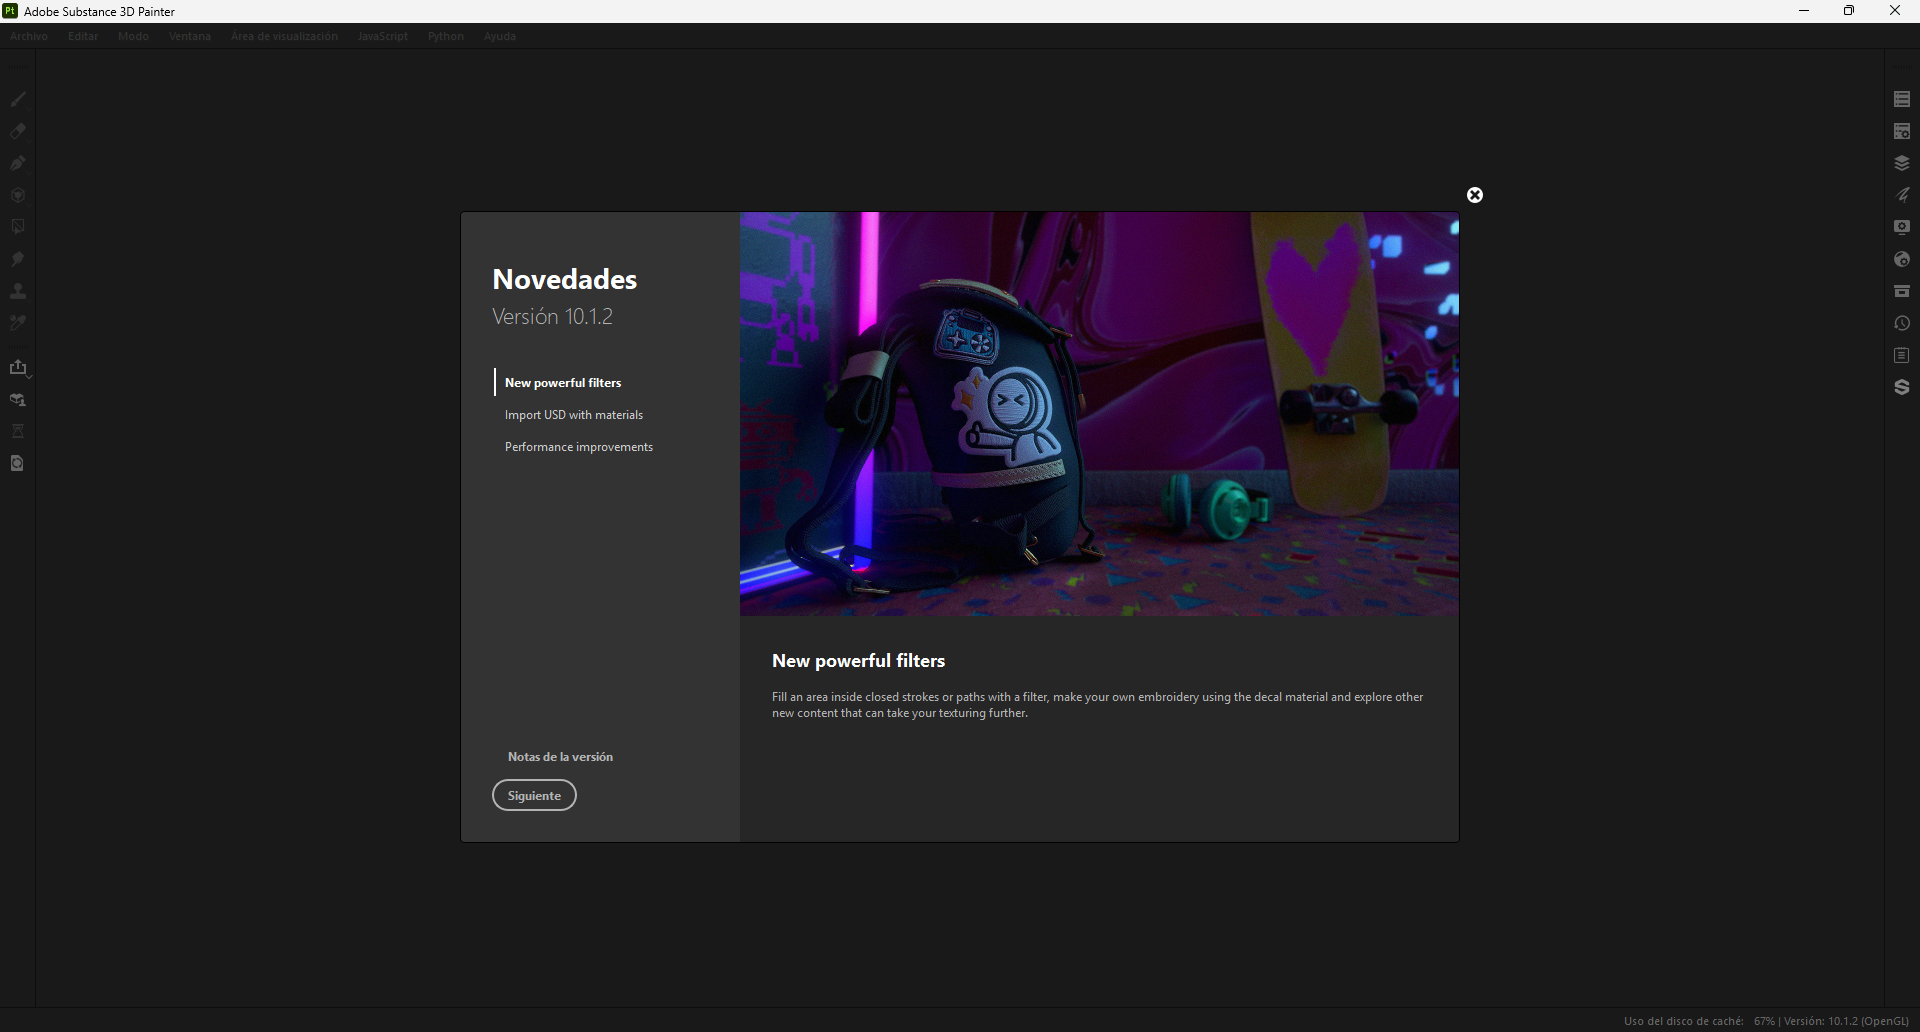 Pt Adobe Substance 3D Painter
Archivo Editar Modo Ventana Área de visualización JavaScript Python Ayuda
Novedades
Versión 10.1.2
New powerful filters
Import USD with materials
Performance improvements
New powerful filters
Fill an area inside closed strokes or paths with a filter, make your own embroidery using the decal material and explore other
new content that can take your texturing further.
Notas de la versión
Siguiente
Uso del disco de caché: 67% | Versión: 10.1.2 (OpenGL)